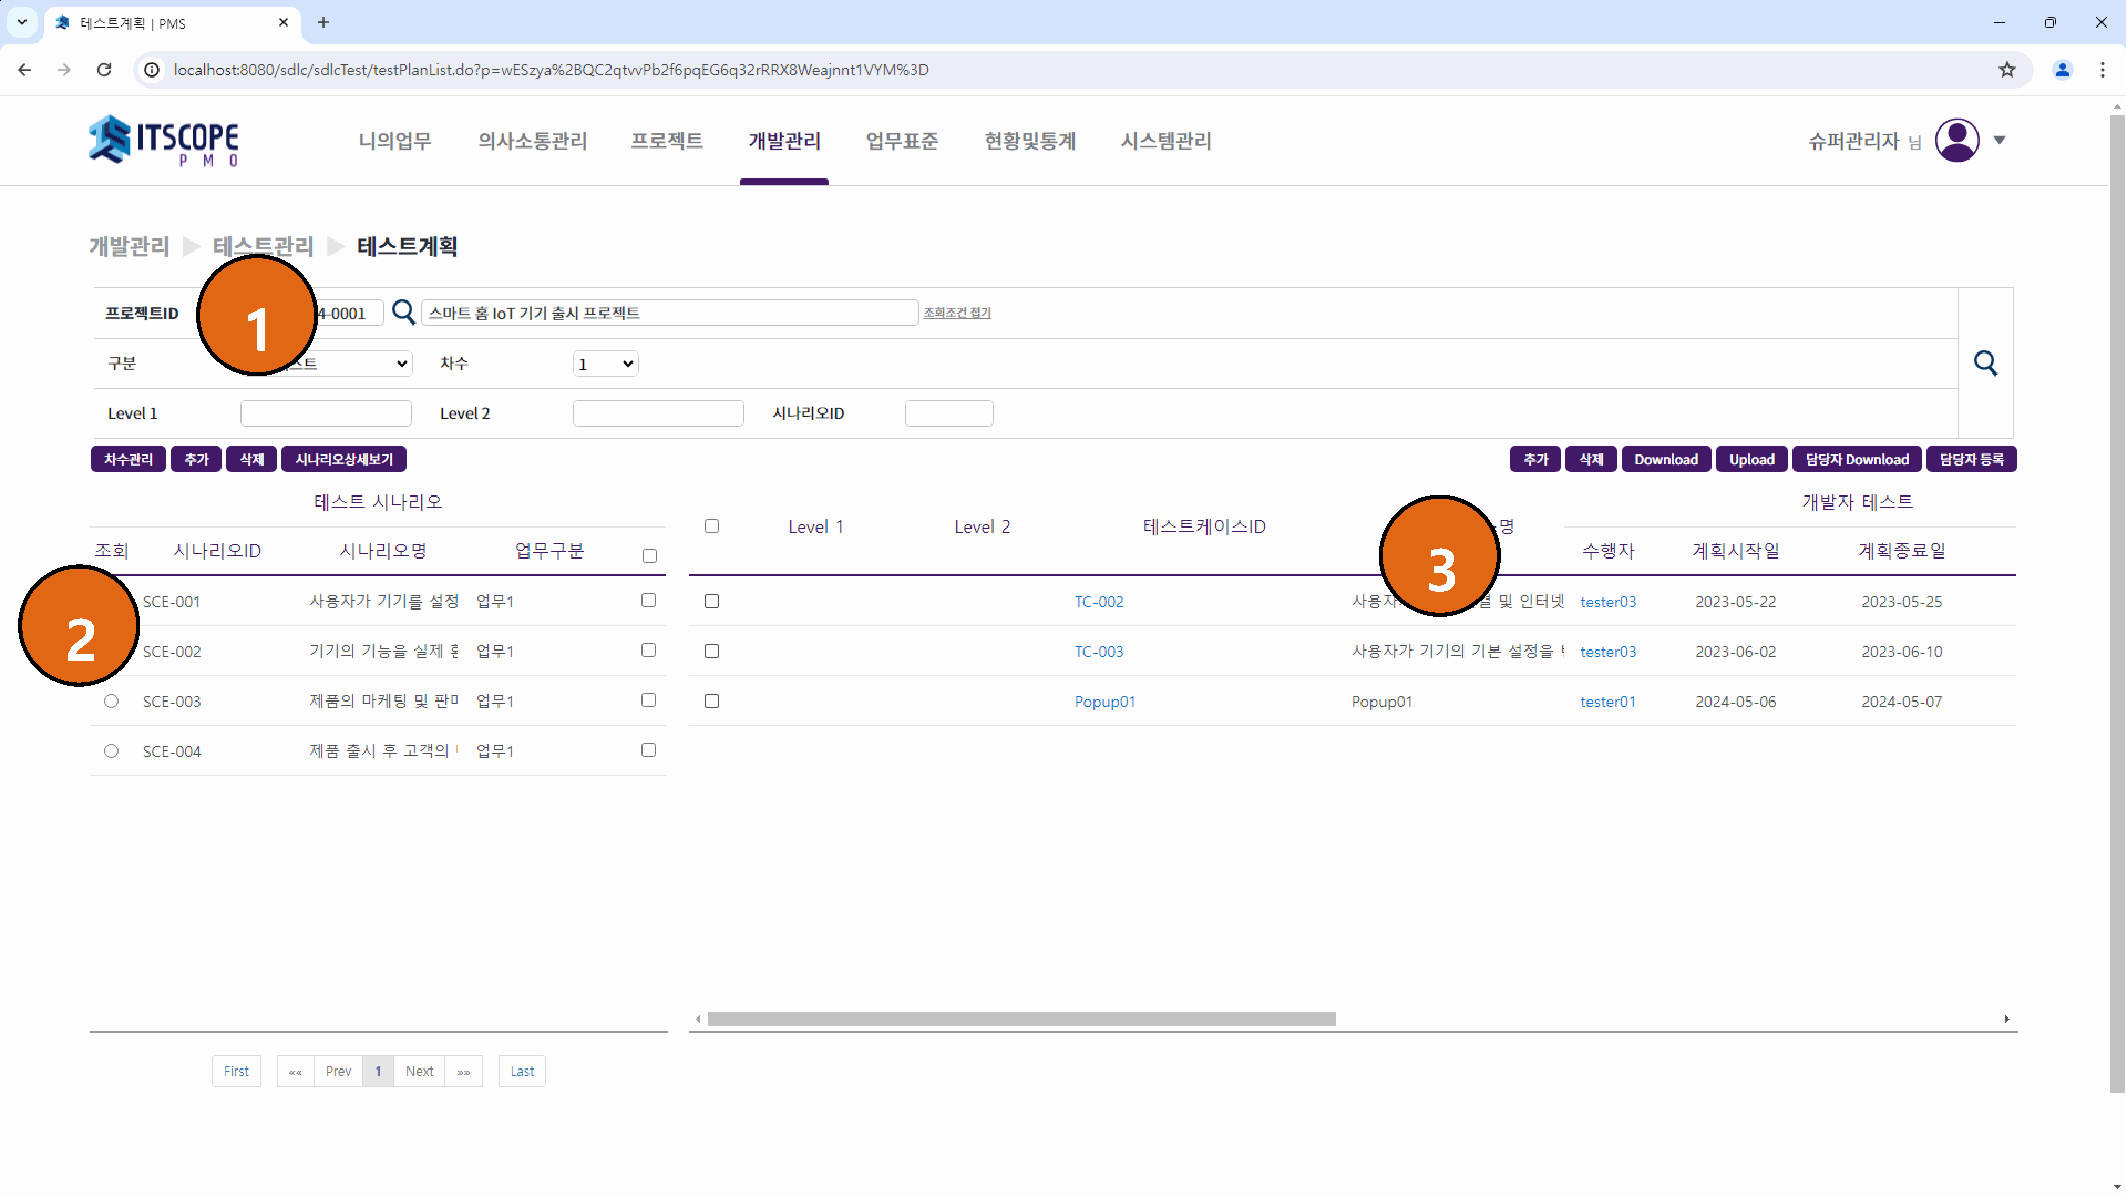 테스트계획 | PMS
localhost:8080/sdlc/sdlcTest/testPlanList.do?p=wESzya%2BQC2qtvvPb2f6pqEG6q32rRRX8Weajnnt1VYM%3D
ITSCOPE
PMO
나의업무 의사소통관리 프로젝트 개발관리 업무표준 현황및통계 시스템관리
슈퍼관리자 님
개발관리 테스트관리 테스트계획
프로젝트ID 1 4-0001 스마트 홈 IoT 기기 출시 프로젝트 조회조건 접기
구분 스트 차수 1
Level 1 Level 2 시나리오ID
차수관리 추가 삭제 시나리오상세보기 추가 삭제 Download Upload 담당자 Download 담당자 등록
테스트 시나리오 개발자 테스트
Level 1 Level 2 테스트케이스ID 3 명
조회 시나리오ID 시나리오명 업무구분 수행자 계획시작일 계획종료일
SCE-001 사용자가 기기를 설정 업무1 TC-002 사용자 및 인터넷 tester03 2023-05-22 2023-05-25
2
SCE-002 기기의 기능을 실제 업무1 TC-003 사용자가 기기의 기본 설정을 tester03 2023-06-02 2023-06-10
SCE-003 제품의 마케팅 및 판매 업무1 Popup01 Popup01 tester01 2024-05-06 2024-05-07
SCE-004 제품 출시 후 고객의 업무1
First «« Prev 1 Next »» Last